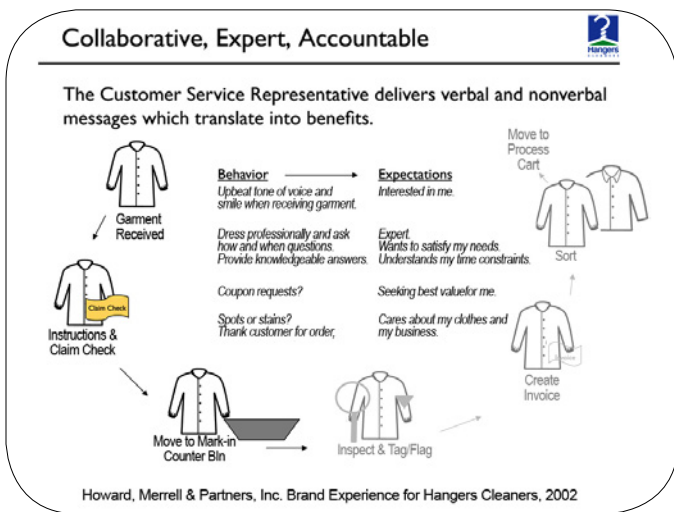 Collaborative, Expert, Accountable
Hangers
CLEANERS
The Customer Service Representative delivers verbal and nonverbal
messages which translate into benefits.
Garment
Received
Claim Check
Instructions &
Claim Check
Move to Mark-in
Counter BIn
Behavior
Upbeat tone of voice and
smile when receiving garment.
Dress professionally and ask
how and when questions.
Provide knowledgeable answers.
Coupon requests?
Spots or stains?
Thank customer for order,
Expectations
Interested in me.
Expert.
Wants to satisfy my needs.
Understands my time constraints.
Seeking best valuefor me.
Cares about my clothes and
my business.
Inspect & Tag/Flag
Create
Invoice
Sort
Move to
Process
Cart
Howard, Merrell & Partners, Inc. Brand Experience for Hangers Cleaners, 2002